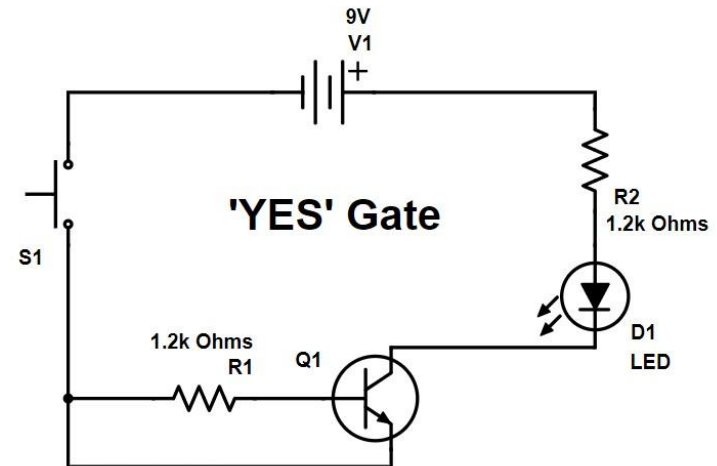 9V
V1
+
R2
1.2k Ohms
'YES' Gate
S1
D1
LED
1.2k Ohms
R1
Q1